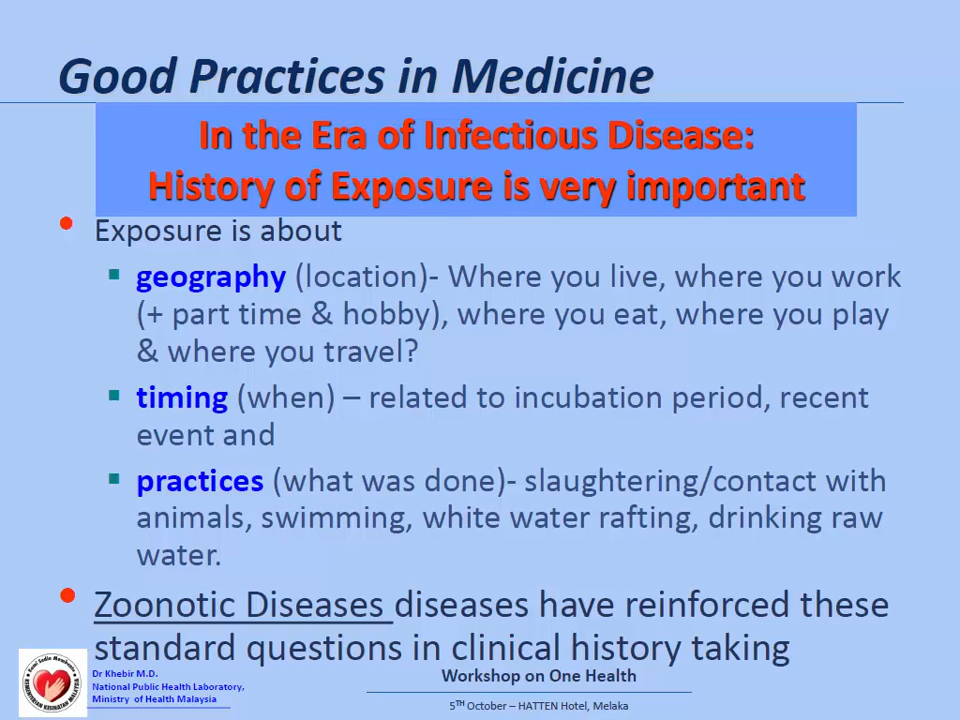 Good Practices in Medicine
In the Era of Infectious Disease:
History of Exposure is very important
• Exposure is about
▪ geography (location)- Where you live, where you work
(+ part time & hobby), where you eat, where you play
& where you travel?
▪ timing (when) – related to incubation period, recent
event and
▪ practices (what was done)- slaughtering/contact with
animals, swimming, white water rafting, drinking raw
water.
• Zoonotic Diseases diseases have reinforced these
standard questions in clinical history taking
Dr Khebir M.D.
National Public Health Laboratory,
Ministry of Health Malaysia
Workshop on One Health
5TH October – HATTEN Hotel, Melaka